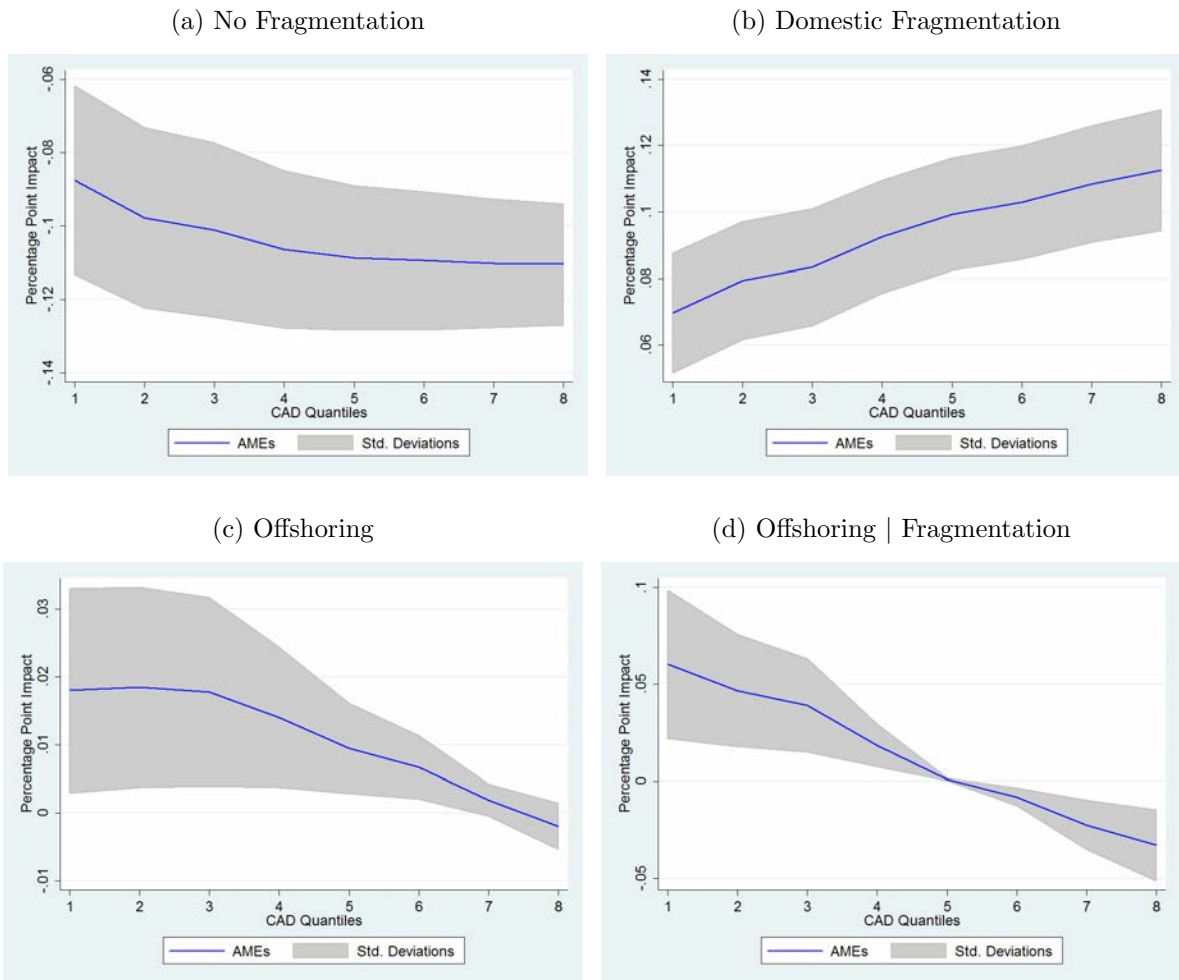 (a) No Fragmentation
Percentage Point Impact
-.06
-.08
-.1
-.12
-.14
1 2 3 4 5 6 7 8
CAD Quantiles
AMEs Std. Deviations
(b) Domestic Fragmentation
Percentage Point Impact
.14
.12
.1
.08
.06
1 2 3 4 5 6 7 8
CAD Quantiles
AMEs Std. Deviations
(c) Offshoring
Percentage Point Impact
.03
.02
.01
0
-.01
1 2 3 4 5 6 7 8
CAD Quantiles
AMEs Std. Deviations
(d) Offshoring | Fragmentation
Percentage Point Impact
.1
.05
0
-.05
1 2 3 4 5 6 7 8
CAD Quantiles
AMEs Std. Deviations